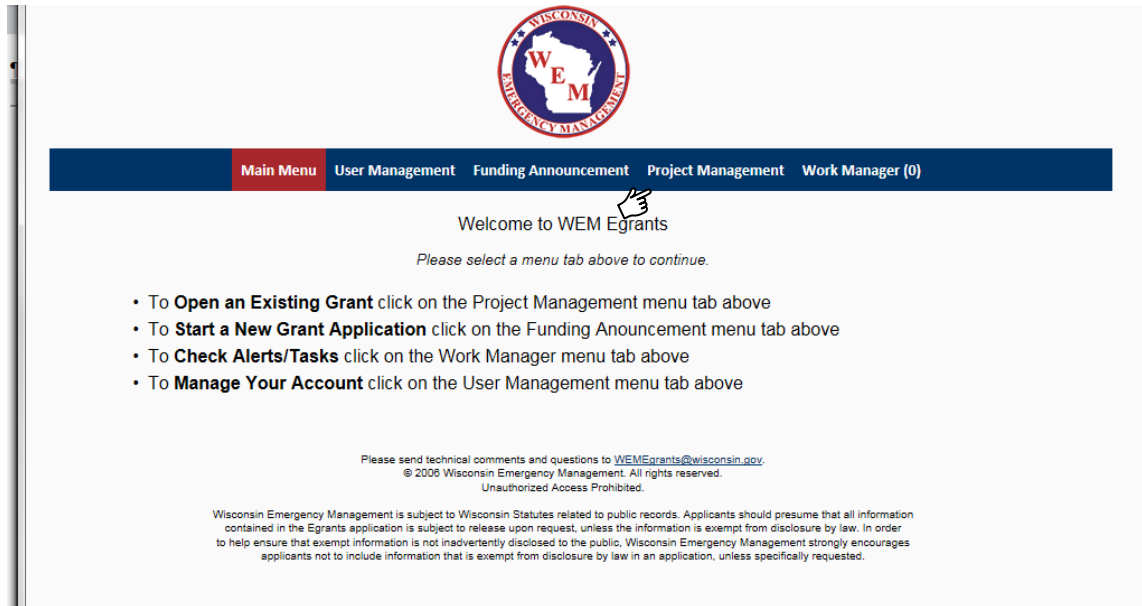 WISCONSIN
W
E
M
EMERGENCY MANAGEMENT
Main Menu User Management Funding Announcement Project Management Work Manager (0)
Welcome to WEM Egrants
Please select a menu tab above to continue.
• To Open an Existing Grant click on the Project Management menu tab above
• To Start a New Grant Application click on the Funding Anouncement menu tab above
• To Check Alerts/Tasks click on the Work Manager menu tab above
• To Manage Your Account click on the User Management menu tab above
Please send technical comments and questions to WEMEgrants@wisconsin.gov.
© 2006 Wisconsin Emergency Management. All rights reserved.
Unauthorized Access Prohibited.
Wisconsin Emergency Management is subject to Wisconsin Statutes related to public records. Applicants should presume that all information
contained in the Egrants application is subject to release upon request, unless the information is exempt from disclosure by law. In order
to help ensure that exempt information is not inadvertently disclosed to the public, Wisconsin Emergency Management strongly encourages
applicants not to include information that is exempt from disclosure by law in an application, unless specifically requested.